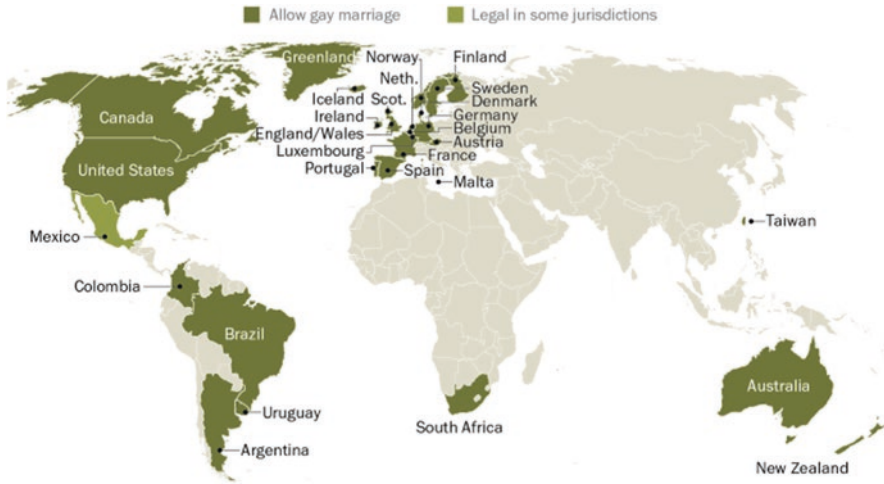 Allow gay marriage Legal in some jurisdictions
Greenland
Norway
Finland
Neth.
Iceland
Scot.
Sweden
Denmark
Canada
Ireland
Germany
England/Wales
Belgium
Luxembourg
Austria
France
United States
Portugal
Spain
Malta
Taiwan
Mexico
Colombia
Brazil
Australia
Uruguay
South Africa
Argentina
New Zealand